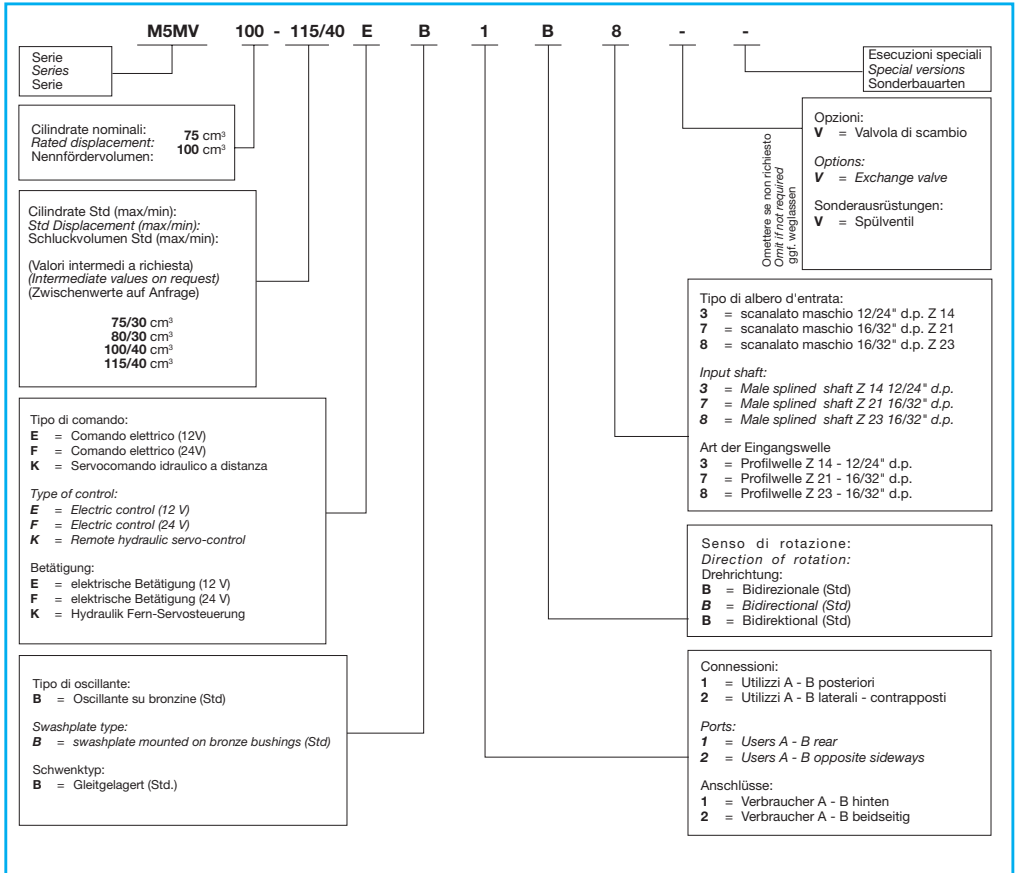 M5MV 100 - 115/40 E B 1 B 8 - -
Serie
Series
Serie
Cilindrate nominali: 75 cm³
Rated displacement: 100 cm³
Nennfördervolumen:
Cilindrate Std (max/min):
Std Displacement (max/min):
Schluckvolumen Std (max/min):
(Valori intermedi a richiesta)
(Intermediate values on request)
(Zwischenwerte auf Anfrage)
75/30 cm³
80/30 cm³
100/40 cm³
115/40 cm³
Tipo di comando:
E = Comando elettrico (12V)
F = Comando elettrico (24V)
K = Servocomando idraulico a distanza
Type of control:
E = Electric control (12 V)
F = Electric control (24 V)
K = Remote hydraulic servo-control
Betätigung:
E = elektrische Betätigung (12 V)
F = elektrische Betätigung (24 V)
K = Hydraulik Fern-Servosteuerung
Tipo di oscillante:
B = Oscillante su bronzine (Std)
Swashplate type:
B = swashplate mounted on bronze bushings (Std)
Schwenktyp:
B = Gleitgelagert (Std.)
Esecuzioni speciali
Special versions
Sonderbauarten
Opzioni:
V = Valvola di scambio
Options:
V = Exchange valve
Sonderausrüstungen:
V = Spülventil
Omettere se non richiesto
Omit if not required
ggf. weglassen
Tipo di albero d'entrata:
3 = scanalato maschio 12/24" d.p. Z 14
7 = scanalato maschio 16/32" d.p. Z 21
8 = scanalato maschio 16/32" d.p. Z 23
Input shaft:
3 = Male splined shaft Z 14 12/24" d.p.
7 = Male splined shaft Z 21 16/32" d.p.
8 = Male splined shaft Z 23 16/32" d.p.
Art der Eingangswelle
3 = Profilwelle Z 14 - 12/24" d.p.
7 = Profilwelle Z 21 - 16/32" d.p.
8 = Profilwelle Z 23 - 16/32" d.p.
Senso di rotazione:
Direction of rotation:
Drehrichtung:
B = Bidirezionale (Std)
B = Bidirectional (Std)
B = Bidirektional (Std)
Connessioni:
1 = Utilizzi A - B posteriori
2 = Utilizzi A - B laterali - contrapposti
Ports:
1 = Users A - B rear
2 = Users A - B opposite sideways
Anschlüsse:
1 = Verbraucher A - B hinten
2 = Verbraucher A - B beidseitig